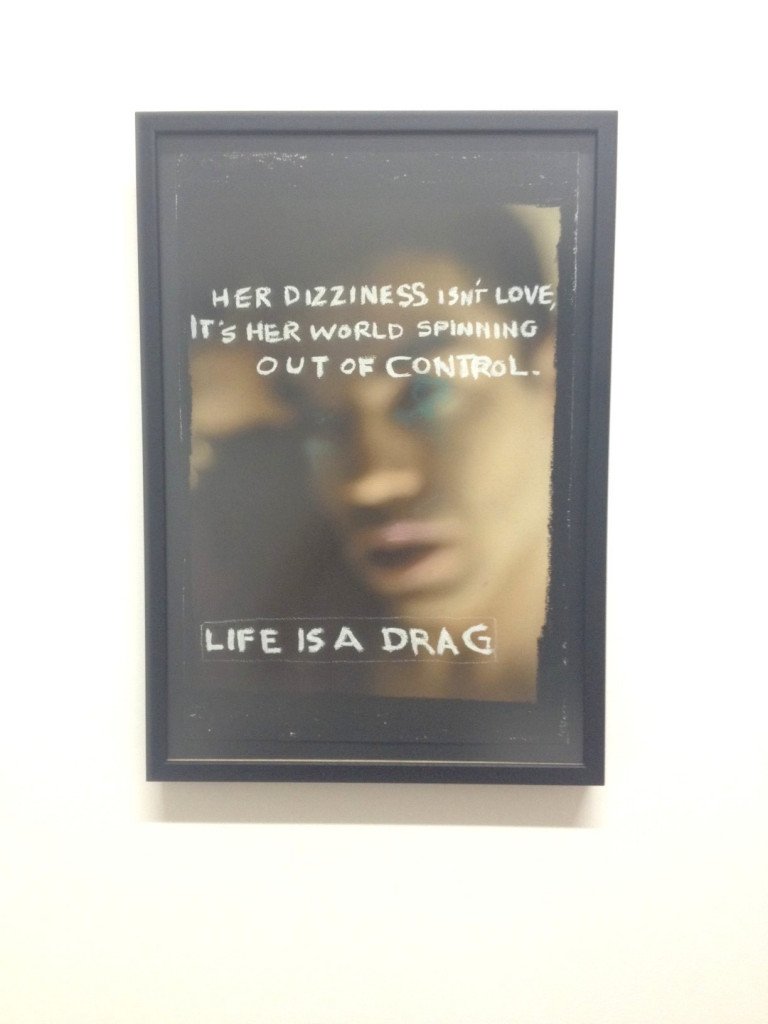 HER DIZZINESS ISN'T LOVE,
IT'S HER WORLD SPINNING
OUT OF CONTROL.
LIFE IS A DRAG